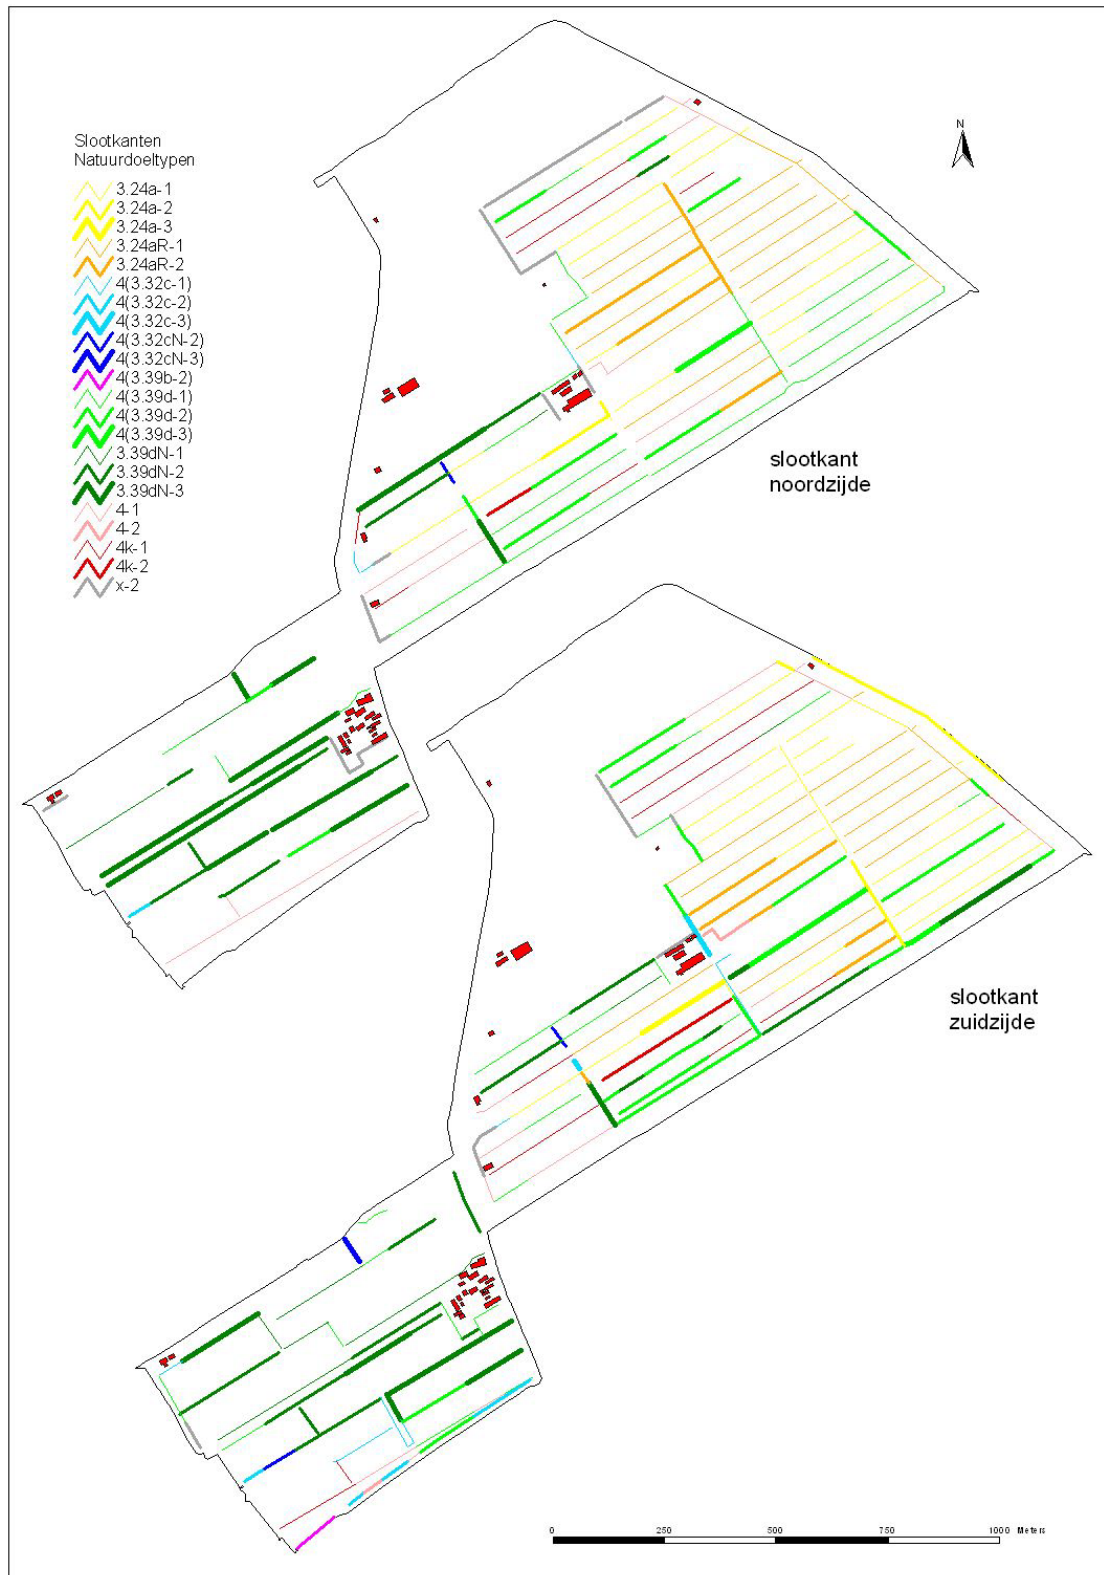 N
Slootkanten
Natuurdoeltypen
3.24a-1
3.24a-2
3.24a-3
3.24aR-1
3.24aR-2
4(3.32c-1)
4(3.32c-2)
4(3.32c-3)
4(3.32cN-2)
4(3.32cN-3)
4(3.39b-2)
4(3.39d-1)
4(3.39d-2)
4(3.39d-3)
3.39dN-1
3.39dN-2
3.39dN-3
4-1
4-2
4k-1
4k-2
x-2
slootkant
noordzijde
slootkant
zuidzijde
0 250 500 750 1000 Meters